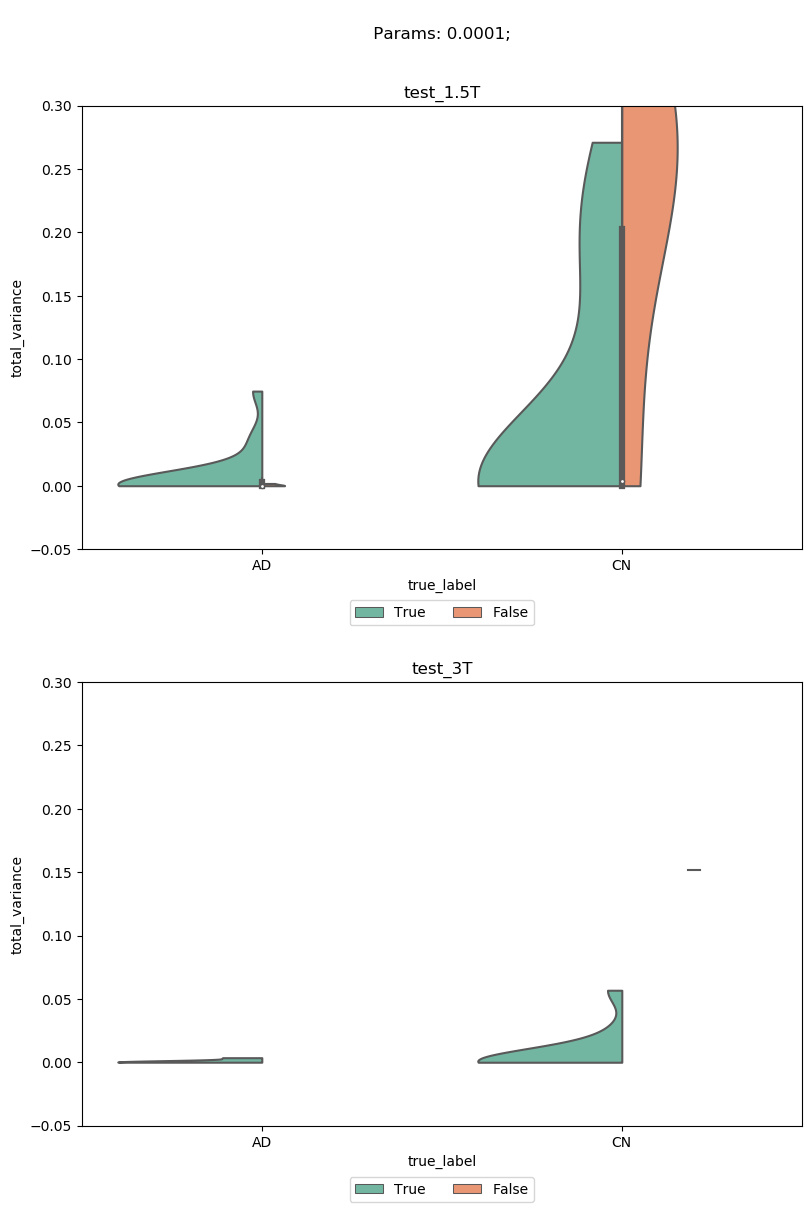 Params: 0.0001;
test_1.5T
0.30
0.25
0.20
0.15
0.10
0.05
0.00
−0.05
total_variance
AD CN
true_label
True False
test_3T
0.30
0.25
0.20
0.15
0.10
0.05
0.00
−0.05
total_variance
AD CN
true_label
True False